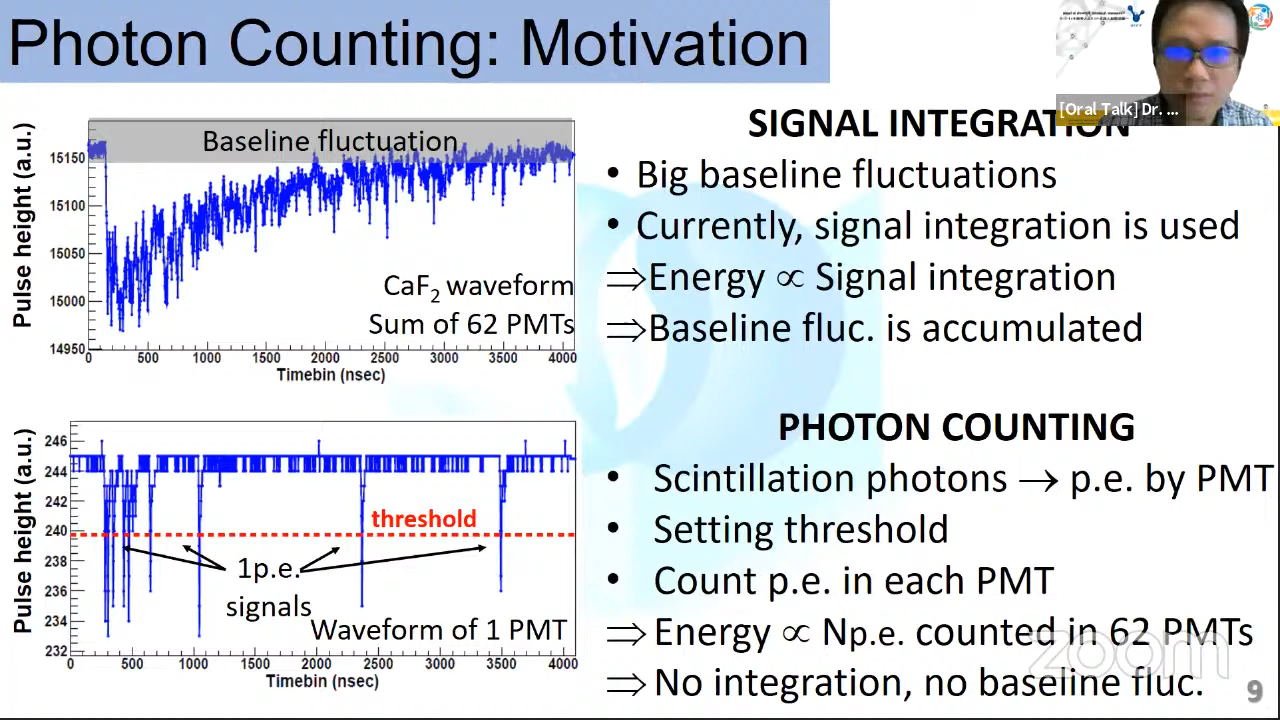 Photon Counting: Motivation
[Oral Talk] Dr. ...
Baseline fluctuation
Pulse height (a.u.)
15150
15100
15050
15000
14950
CaF2 waveform
Sum of 62 PMTs
0 500 1000 1500 2000 2500 3000 3500 4000
Timebin (nsec)
SIGNAL INTEGRATION
• Big baseline fluctuations
• Currently, signal integration is used
⇒Energy ∝ Signal integration
⇒Baseline fluc. is accumulated
Pulse height (a.u.)
246
244
242
240
238
236
234
232
threshold
1p.e.
signals
Waveform of 1 PMT
0 500 1000 1500 2000 2500 3000 3500 4000
Timebin (nsec)
PHOTON COUNTING
• Scintillation photons → p.e. by PMT
• Setting threshold
• Count p.e. in each PMT
⇒ Energy ∝ Np.e. counted in 62 PMTs
⇒ No integration, no baseline fluc.
zoom
9